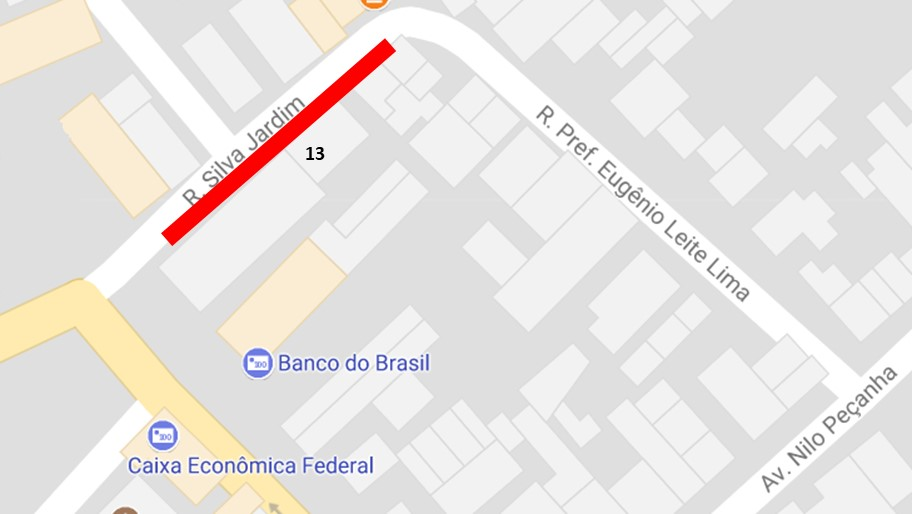 R. Silva Jardim
13
R. Pref. Eugênio Leite Lima
Banco do Brasil
Av. Nilo Peçanha
Caixa Econômica Federal